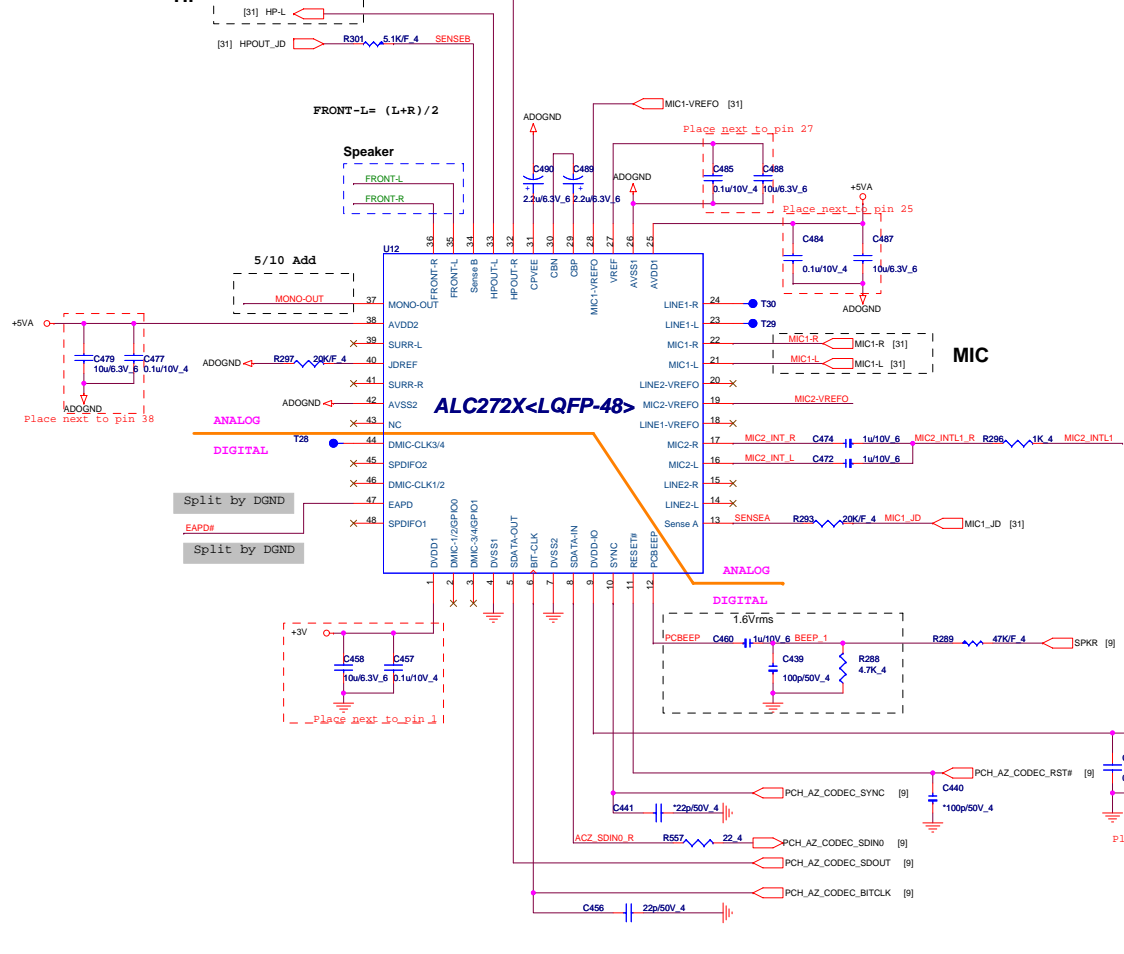 [31] HP-L
[31] HPOUT_JD
R301
5.1K/F_4
SENSEB
FRONT-L= (L+R)/2
MIC1-VREFO [31]
ADOGND
Place next to pin 27
Speaker
FRONT-L
FRONT-R
C490
2.2u/6.3V_6
C489
2.2u/6.3V_6
ADOGND
C485
0.1u/10V_4
C488
10u/6.3V_6
+5VA
Place next to pin 25
C484
0.1u/10V_4
C487
10u/6.3V_6
ADOGND
U12
36
35
34
33
32
31
30
29
28
27
26
25
FRONT-R
FRONT-L
Sense B
HPOUT-L
HPOUT-R
CPVEE
CBN
CBP
MIC1-VREFO
VREF
AVSS1
AVDD1
5/10 Add
MONO-OUT
37 MONO-OUT
+5VA
38 AVDD2
39 SURR-L
ADOGND
R297
20K/F_4
40 JDREF
41 SURR-R
ADOGND
42 AVSS2
43 NC
T28
44 DMIC-CLK3/4
45 SPDIFO2
46 DMIC-CLK1/2
47 EAPD
48 SPDIFO1
C479
10u/6.3V_6
C477
0.1u/10V_4
ADOGND
Place next to pin 38
ANALOG
DIGITAL
Split by DGND
EAPD#
Split by DGND
ALC272X<LQFP-48>
LINE1-R 24 T30
LINE1-L 23 T29
MIC1-R 22 MIC1-R MIC1-R [31]
MIC1-L 21 MIC1-L MIC1-L [31]
MIC
LINE2-VREFO 20
MIC2-VREFO 19 MIC2-VREFO
LINE1-VREFO 18
MIC2-R 17 MIC2_INT_R C474 1u/10V_6 MIC2_INTL1_R R296 1K_4 MIC2_INTL1
MIC2-L 16 MIC2_INT_L C472 1u/10V_6
LINE2-R 15
LINE2-L 14
Sense A 13 SENSEA R293 20K/F_4 MIC1_JD MIC1_JD [31]
DVDD1
DMIC-1/2/GPIO0
DMIC-3/4/GPIO1
DVSS1
SDATA-OUT
BIT-CLK
DVSS2
SDATA-IN
DVDD-IO
SYNC
RESET#
PCBEEP
1
2
3
4
5
6
7
8
9
10
11
12
ANALOG
DIGITAL
+3V
C458
10u/6.3V_6
C457
0.1u/10V_4
Place next to pin 1
1.6Vrms
PCBEEP
C460
1u/10V_6
BEEP_1
C439
100p/50V_4
R288
4.7K_4
R289
47K/F_4
SPKR [9]
PCH_AZ_CODEC_RST# [9]
C440
*100p/50V_4
PCH_AZ_CODEC_SYNC [9]
C441
*22p/50V_4
ACZ_SDIN0_R
R557
22_4
PCH_AZ_CODEC_SDIN0 [9]
PCH_AZ_CODEC_SDOUT [9]
PCH_AZ_CODEC_BITCLK [9]
C456
22p/50V_4